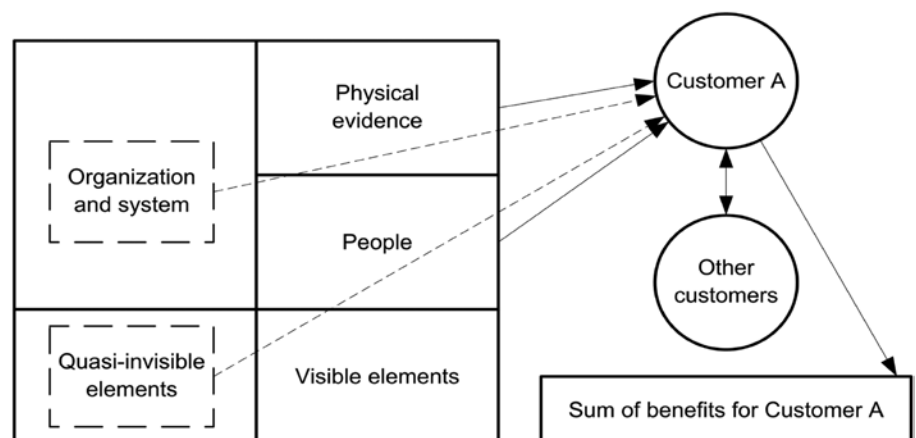 Physical
evidence
Customer A
Organization
and system
People
Other
customers
Quasi-invisible
elements
Visible elements
Sum of benefits for Customer A